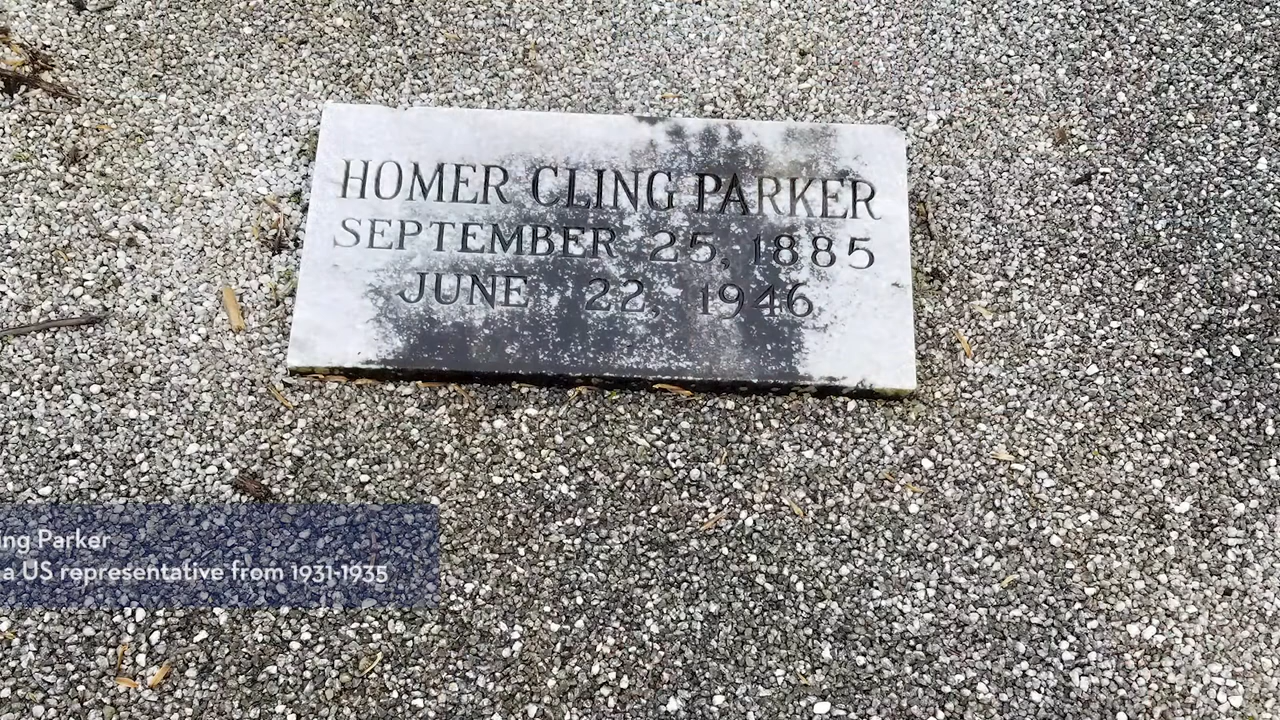 HOMER CLING PARKER
SEPTEMBER 25, 1885
JUNE 22, 1946
ing Parker
a US representative from 1931-1935